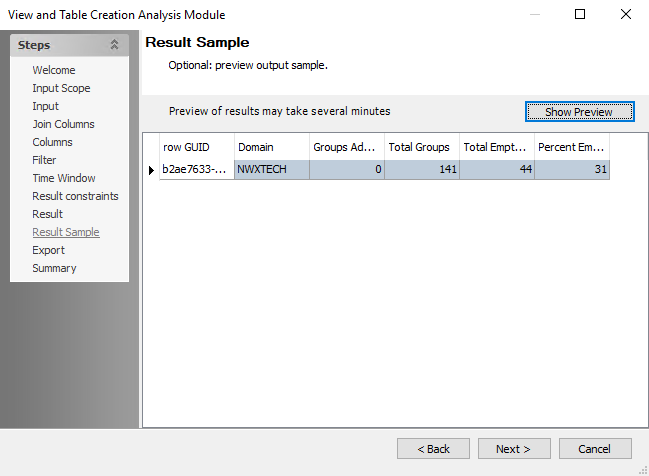 View and Table Creation Analysis Module
Steps
Welcome
Input Scope
Input
Join Columns
Columns
Filter
Time Window
Result constraints
Result
Result Sample
Export
Summary
Result Sample
Optional: preview output sample.
Preview of results may take several minutes
Show Preview
row GUID Domain Groups Ad... Total Groups Total Empt... Percent Em...
b2ae7633-... NWXTECH 0 141 44 31
< Back Next > Cancel